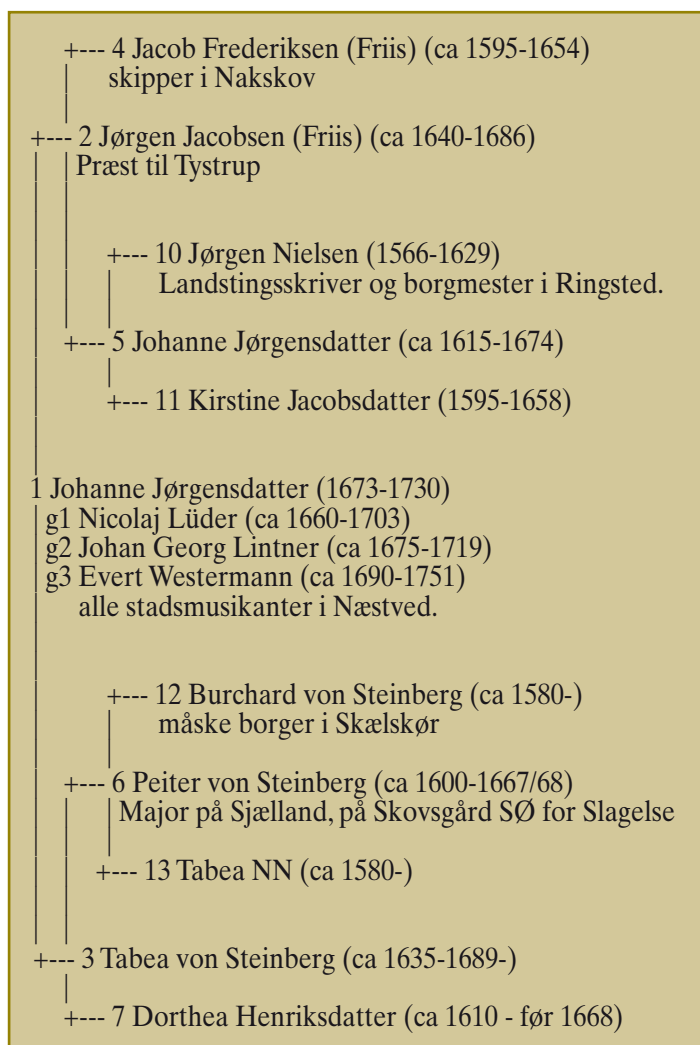 +--- 4 Jacob Frederiksen (Friis) (ca 1595-1654)
skipper i Nakskov
+--- 2 Jørgen Jacobsen (Friis) (ca 1640-1686)
Præst til Tystrup
+--- 10 Jørgen Nielsen (1566-1629)
Landstingsskriver og borgmester i Ringsted.
+--- 5 Johanne Jørgensdatter (ca 1615-1674)
+--- 11 Kirstine Jacobsdatter (1595-1658)
1 Johanne Jørgensdatter (1673-1730)
g1 Nicolaj Lüder (ca 1660-1703)
g2 Johan Georg Lintner (ca 1675-1719)
g3 Evert Westermann (ca 1690-1751)
alle stadsmusikanter i Næstved.
+--- 12 Burchard von Steinberg (ca 1580-)
måske borger i Skælskør
+--- 6 Peiter von Steinberg (ca 1600-1667/68)
Major på Sjælland, på Skovsgård SØ for Slagelse
+--- 13 Tabea NN (ca 1580-)
+--- 3 Tabea von Steinberg (ca 1635-1689-)
+--- 7 Dorthea Henriksdatter (ca 1610 - før 1668)